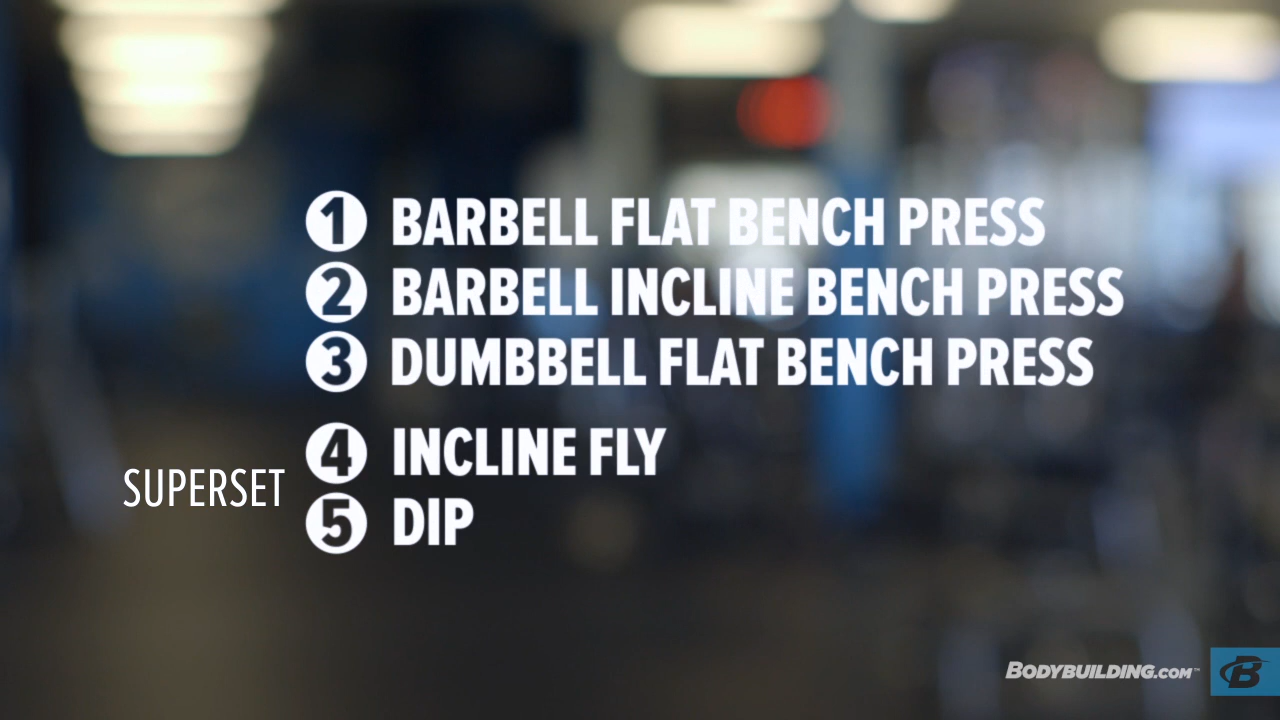 1 BARBELL FLAT BENCH PRESS
2 BARBELL INCLINE BENCH PRESS
3 DUMBBELL FLAT BENCH PRESS
4 INCLINE FLY
SUPERSET
5 DIP
BODYBUILDING.COM™ B